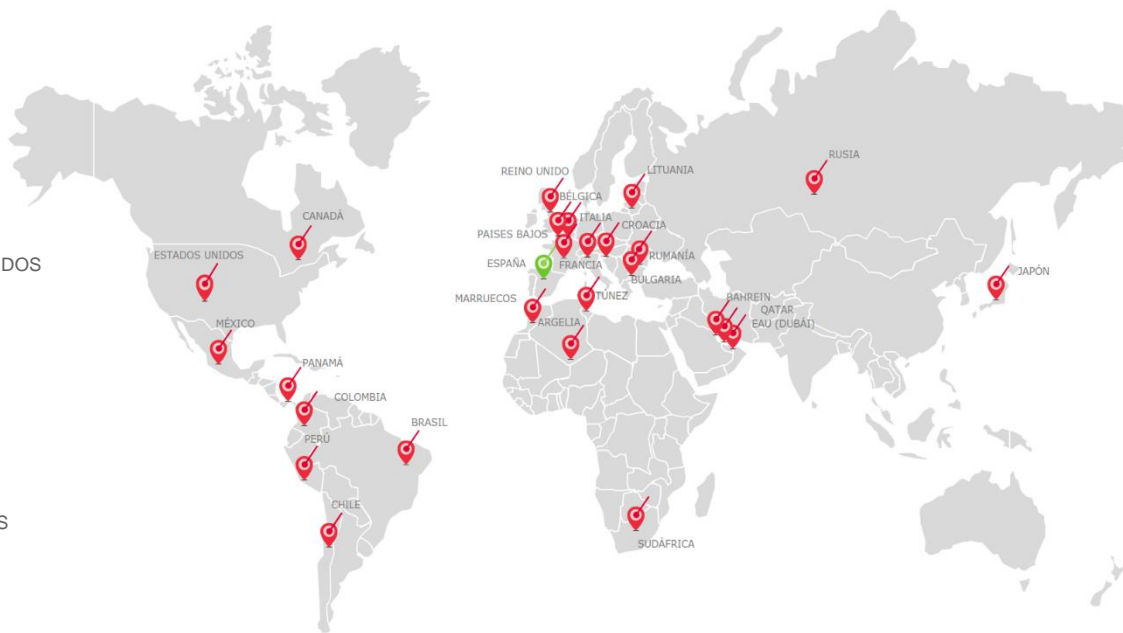 RUSIA
REINO UNIDO
LITUANIA
BÉLGICA
CANADÁ
ITALIA
CROACIA
PAISES BAJOS
ESTADOS UNIDOS
RUMANÍA
DOS
ESPAÑA
FRANCIA
JAPÓN
BULGARIA
TÚNEZ
MARRUECOS
BAHREIN
QATAR
MÉXICO
ARGELIA
EAU (DUBÁI)
PANAMÁ
COLOMBIA
BRASIL
PERÚ
CHILE
S
SUDÁFRICA